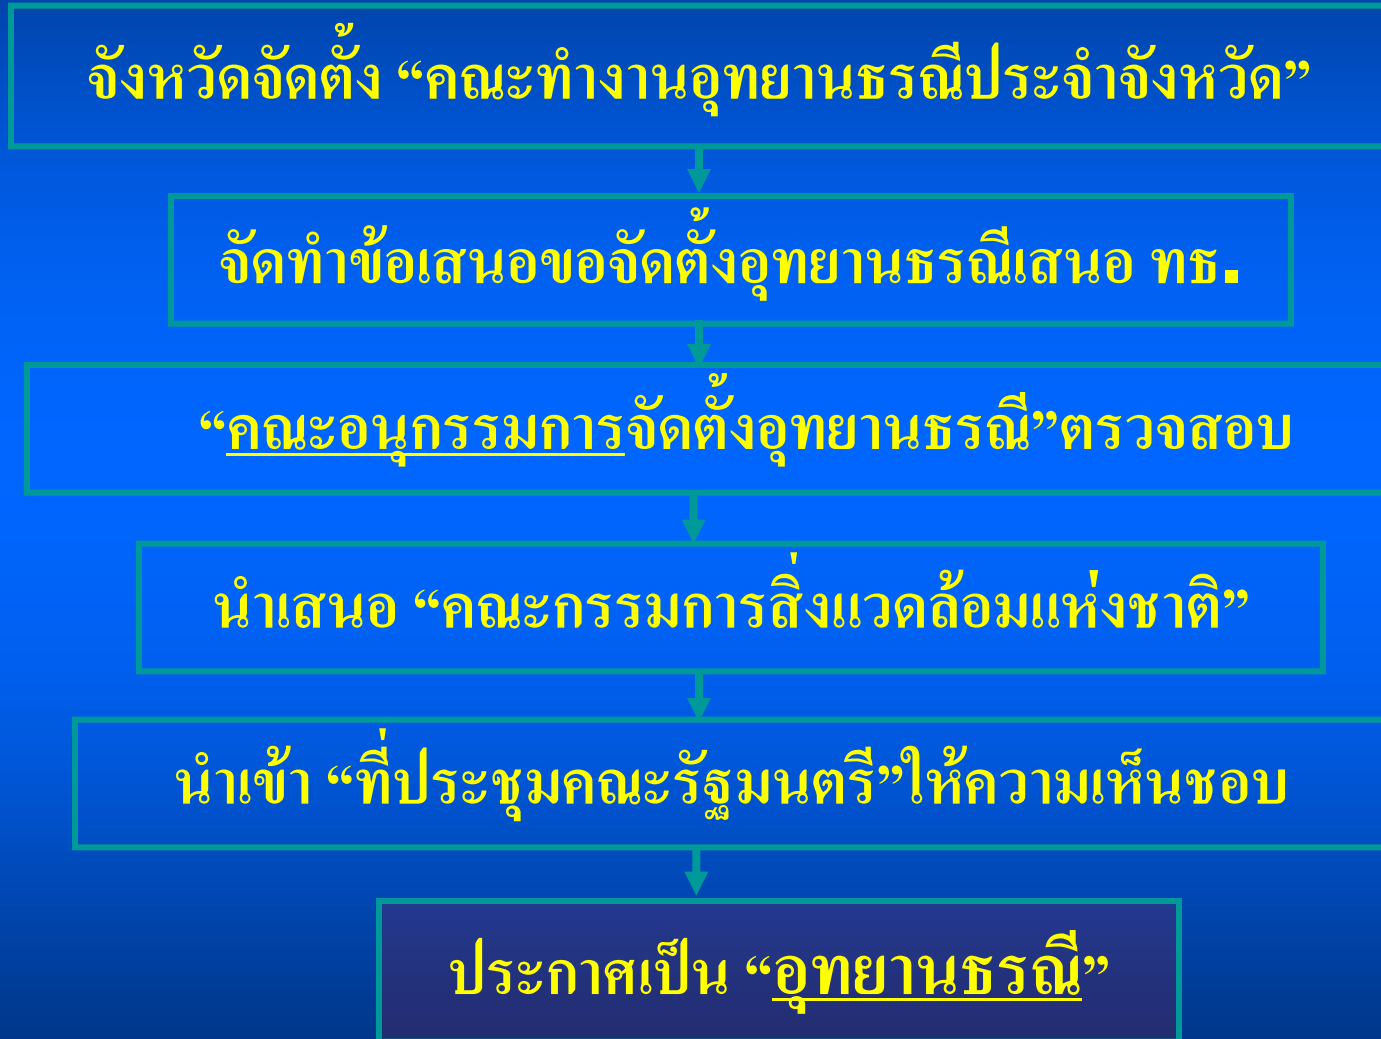 จังหวัดจัดตั้ง “คณะทำงานอุทยานธรณีประจำจังหวัด”
จัดทำข้อเสนอขอจัดตั้งอุทยานธรณีเสนอ ทธ.
“คณะอนุกรรมการจัดตั้งอุทยานธรณี”ตรวจสอบ
นำเสนอ “คณะกรรมการสิ่งแวดล้อมแห่งชาติ”
นำเข้า “ที่ประชุมคณะรัฐมนตรี”ให้ความเห็นชอบ
ประกาศเป็น “อุทยานธรณี”